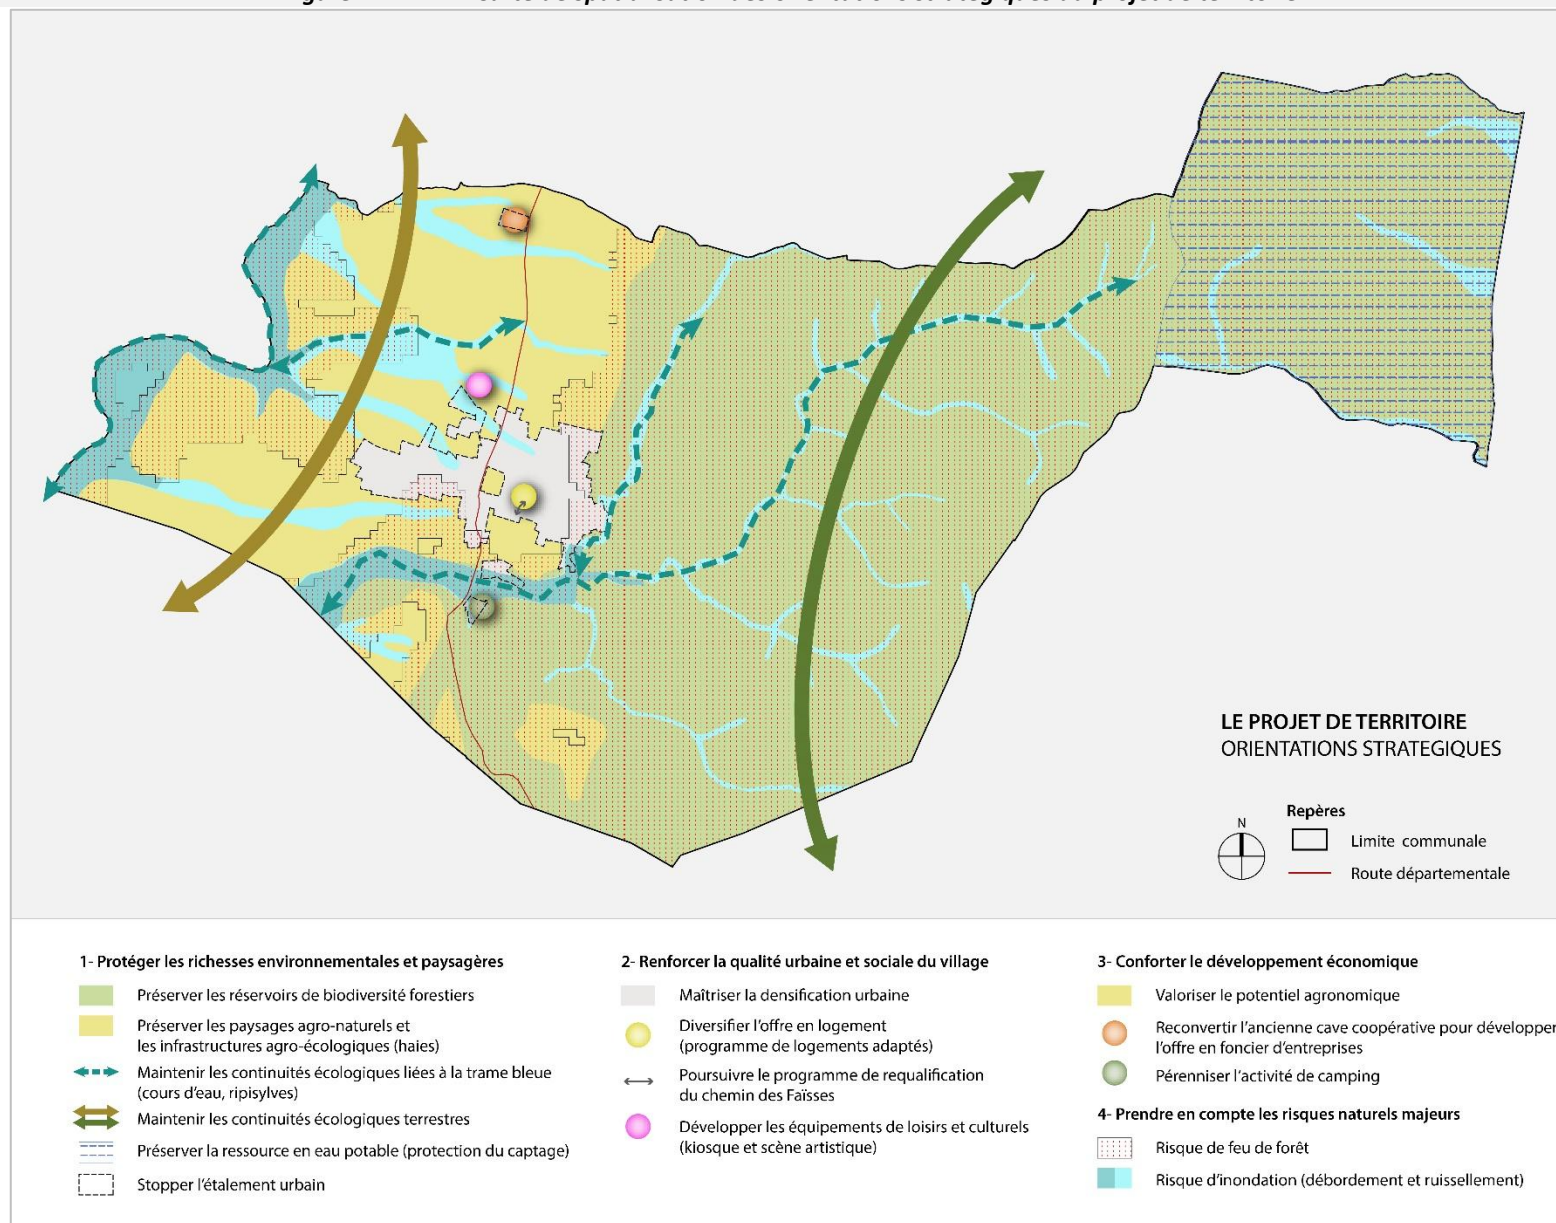 LE PROJET DE TERRITOIRE
ORIENTATIONS STRATEGIQUES
Repères
N
Limite communale
Route départementale
1- Protéger les richesses environnementales et paysagères
Préserver les réservoirs de biodiversité forestiers
Préserver les paysages agro-naturels et
les infrastructures agro-écologiques (haies)
Maintenir les continuités écologiques liées à la trame bleue
(cours d'eau, ripisylves)
Maintenir les continuités écologiques terrestres
Préserver la ressource en eau potable (protection du captage)
Stopper l'étalement urbain
2- Renforcer la qualité urbaine et sociale du village
Maîtriser la densification urbaine
Diversifier l'offre en logement
(programme de logements adaptés)
Poursuivre le programme de requalification
du chemin des Faïsses
Développer les équipements de loisirs et culturels
(kiosque et scène artistique)
3- Conforter le développement économique
Valoriser le potentiel agronomique
Reconvertir l'ancienne cave coopérative pour développer
l'offre en foncier d'entreprises
Pérenniser l'activité de camping
4- Prendre en compte les risques naturels majeurs
Risque de feu de forêt
Risque d'inondation (débordement et ruissellement)